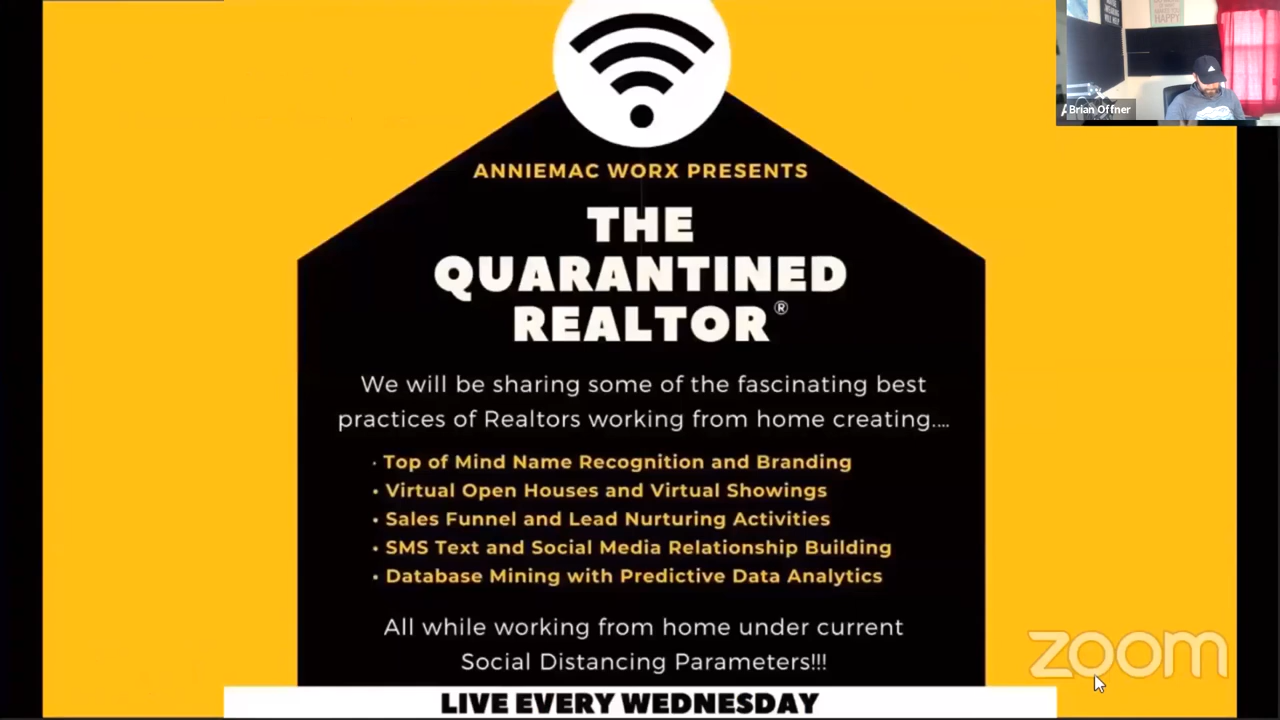 ANNIEMAC WORX PRESENTS
THE
QUARANTINED
REALTOR®
We will be sharing some of the fascinating best
practices of Realtors working from home creating....
· Top of Mind Name Recognition and Branding
• Virtual Open Houses and Virtual Showings
• Sales Funnel and Lead Nurturing Activities
• SMS Text and Social Media Relationship Building
• Database Mining with Predictive Data Analytics
All while working from home under current
Social Distancing Parameters!!!
LIVE EVERY WEDNESDAY
HAPPY
Brian Offner
zoom